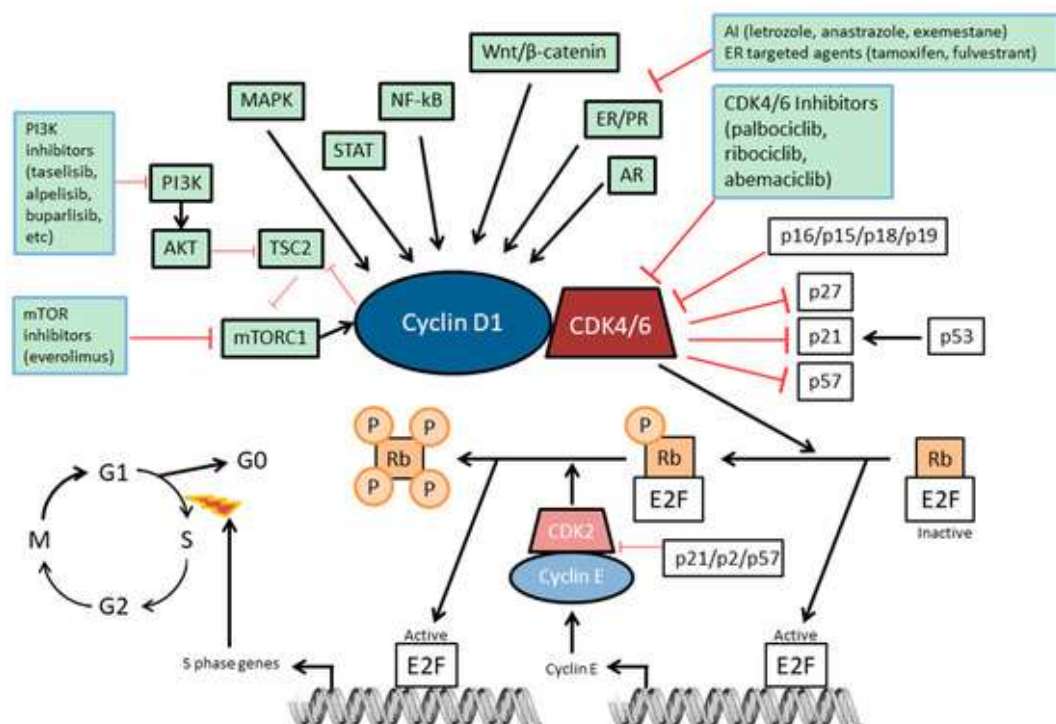 AI (letrozole, anastrazole, exemestane)
ER targeted agents (tamoxifen, fulvestrant)
Wnt/β-catenin
NF-kB
MAPK
STAT
ER/PR
AR
CDK4/6 Inhibitors
(palbociclib,
ribociclib,
abemaciclib)
PI3K
inhibitors
(taselisib,
alpelisib,
buparlisib,
etc)
PI3K
AKT
TSC2
mTOR
inhibitors
(everolimus)
mTORC1
Cyclin D1
CDK4/6
p16/p15/p18/p19
p27
p21
p53
p57
P
P
P
P
Rb
P
Rb
E2F
Rb
E2F
Inactive
CDK2
Cyclin E
p21/p2/p57
G1
G0
M
S
G2
S phase genes
Active
E2F
Cyclin E
Active
E2F